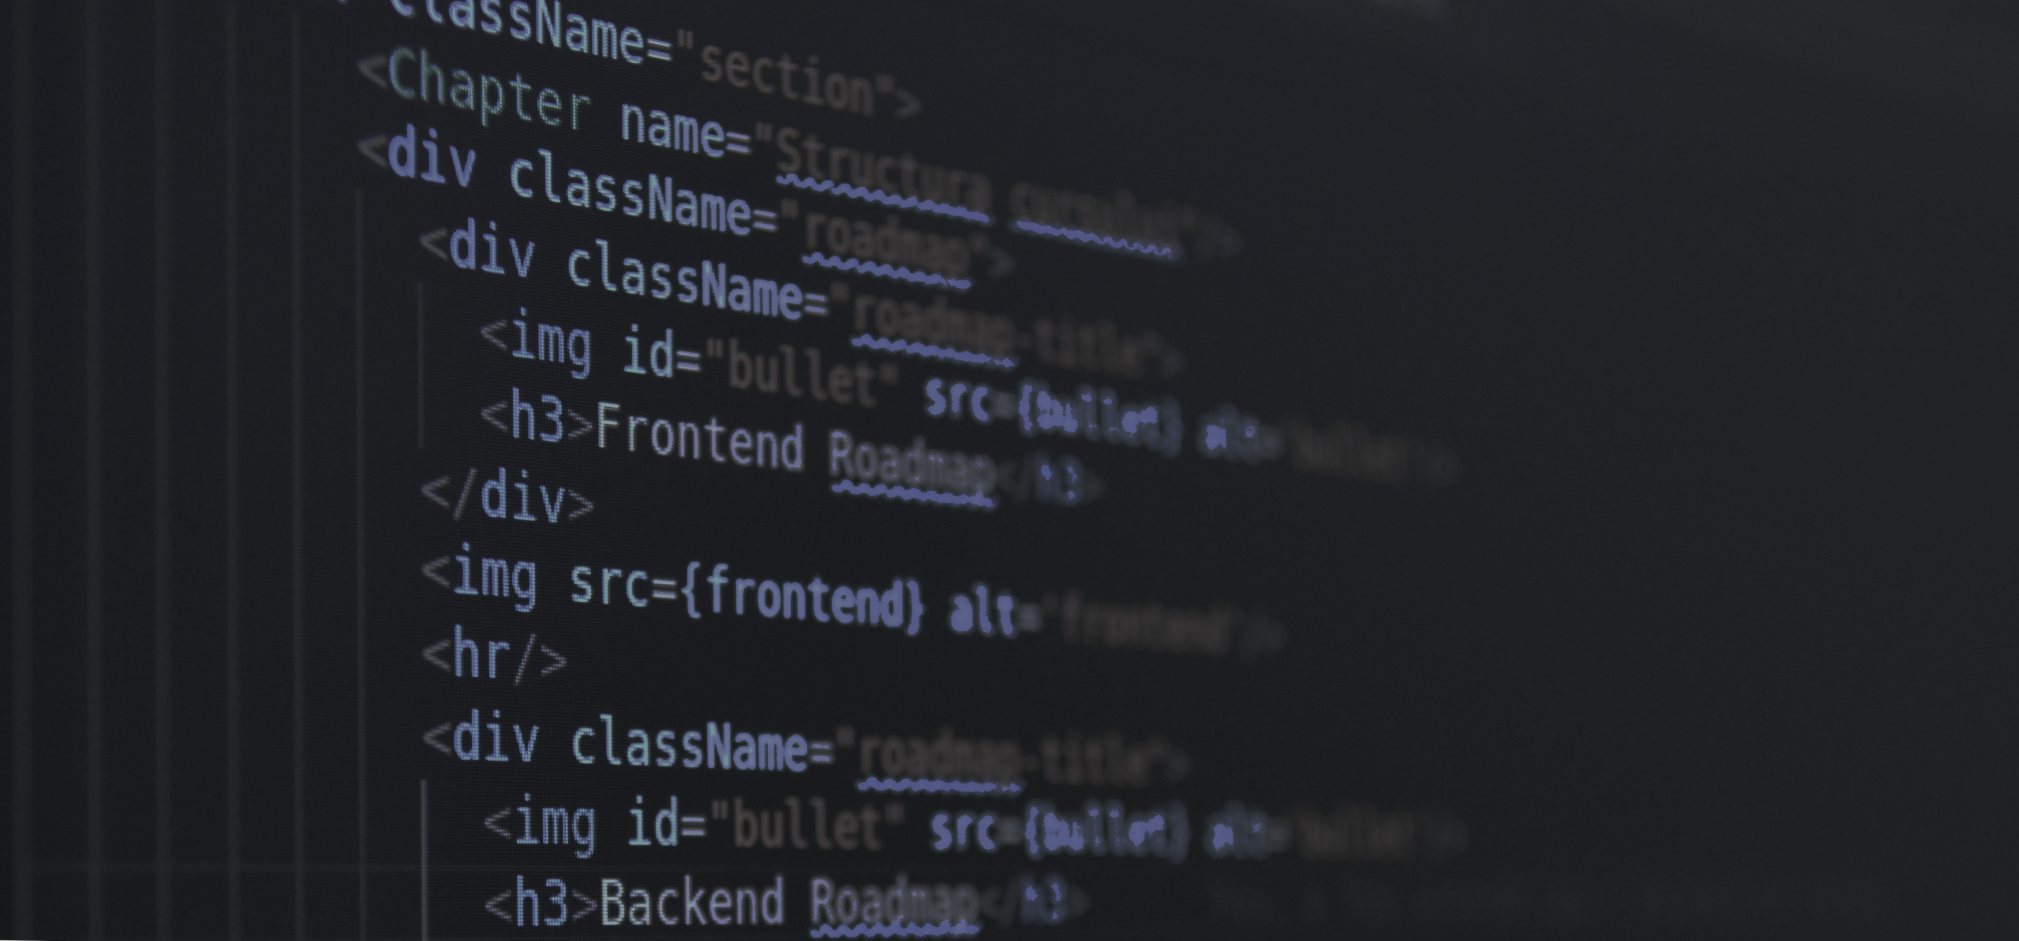 className="section">
<Chapter name="Structura cursului"/>
<div className="roadmap">
<div className="roadmap-title">
<img id="bullet" src={bullet} alt="bullet"/>
<h3>Frontend Roadmap</h3>
</div>
<img src={frontend} alt="frontend"/>
<hr/>
<div className="roadmap-title">
<img id="bullet" src={bullet} alt="bullet"/>
<h3>Backend Roadmap</h3>